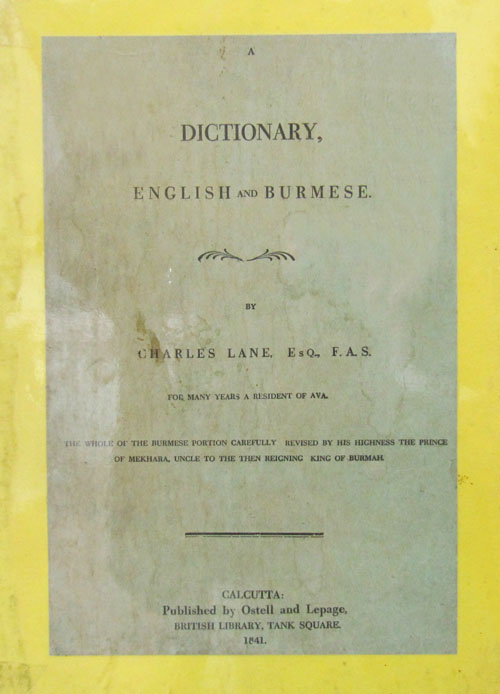 A
DICTIONARY,
ENGLISH AND BURMESE.
BY
CHARLES LANE, ESQ., F. A. S.
FOR MANY YEARS A RESIDENT OF AVA.
THE WHOLE OF THE BURMESE PORTION CAREFULLY REVISED BY HIS HIGHNESS THE PRINCE
OF MEKHARA, UNCLE TO THE THEN REIGNING KING OF BURMAH.
CALCUTTA:
Published by Ostell and Lepage,
BRITISH LIBRARY, TANK SQUARE.
1841.